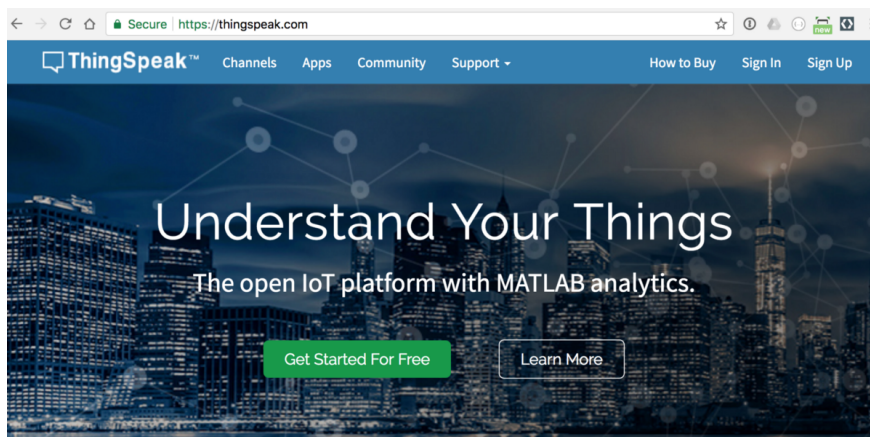 Secure https://thingspeak.com
new
ThingSpeak™ Channels Apps Community Support How to Buy Sign In Sign Up
Understand Your Things
The open IoT platform with MATLAB analytics.
Get Started For Free Learn More